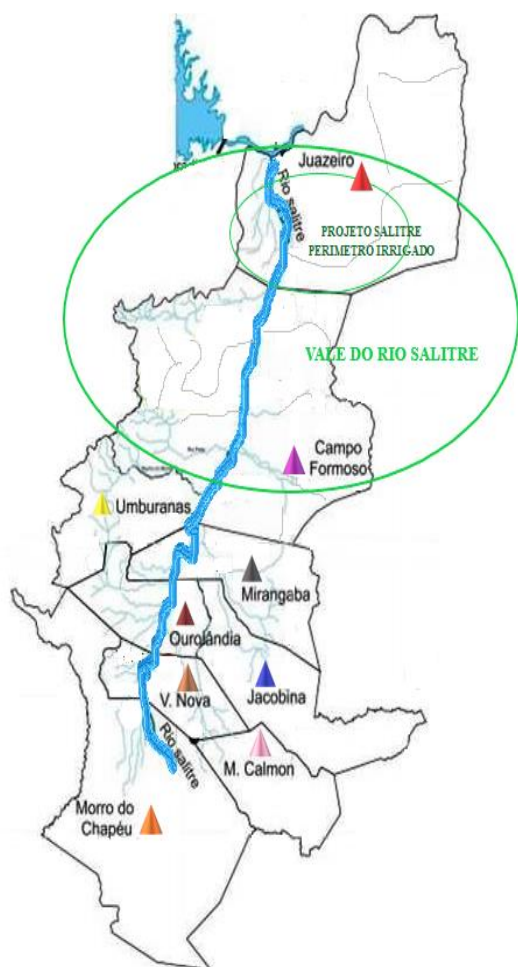 Juazeiro
Rio salitre
PROJETO SALITRE
PERIMETRO IRRIGADO
VALE DO RIO SALITRE
Campo
Formoso
Umburanas
Mirangaba
Ourolândia
Jacobina
V. Nova
Rio salitre
M. Calmon
Morro do
Chapéu